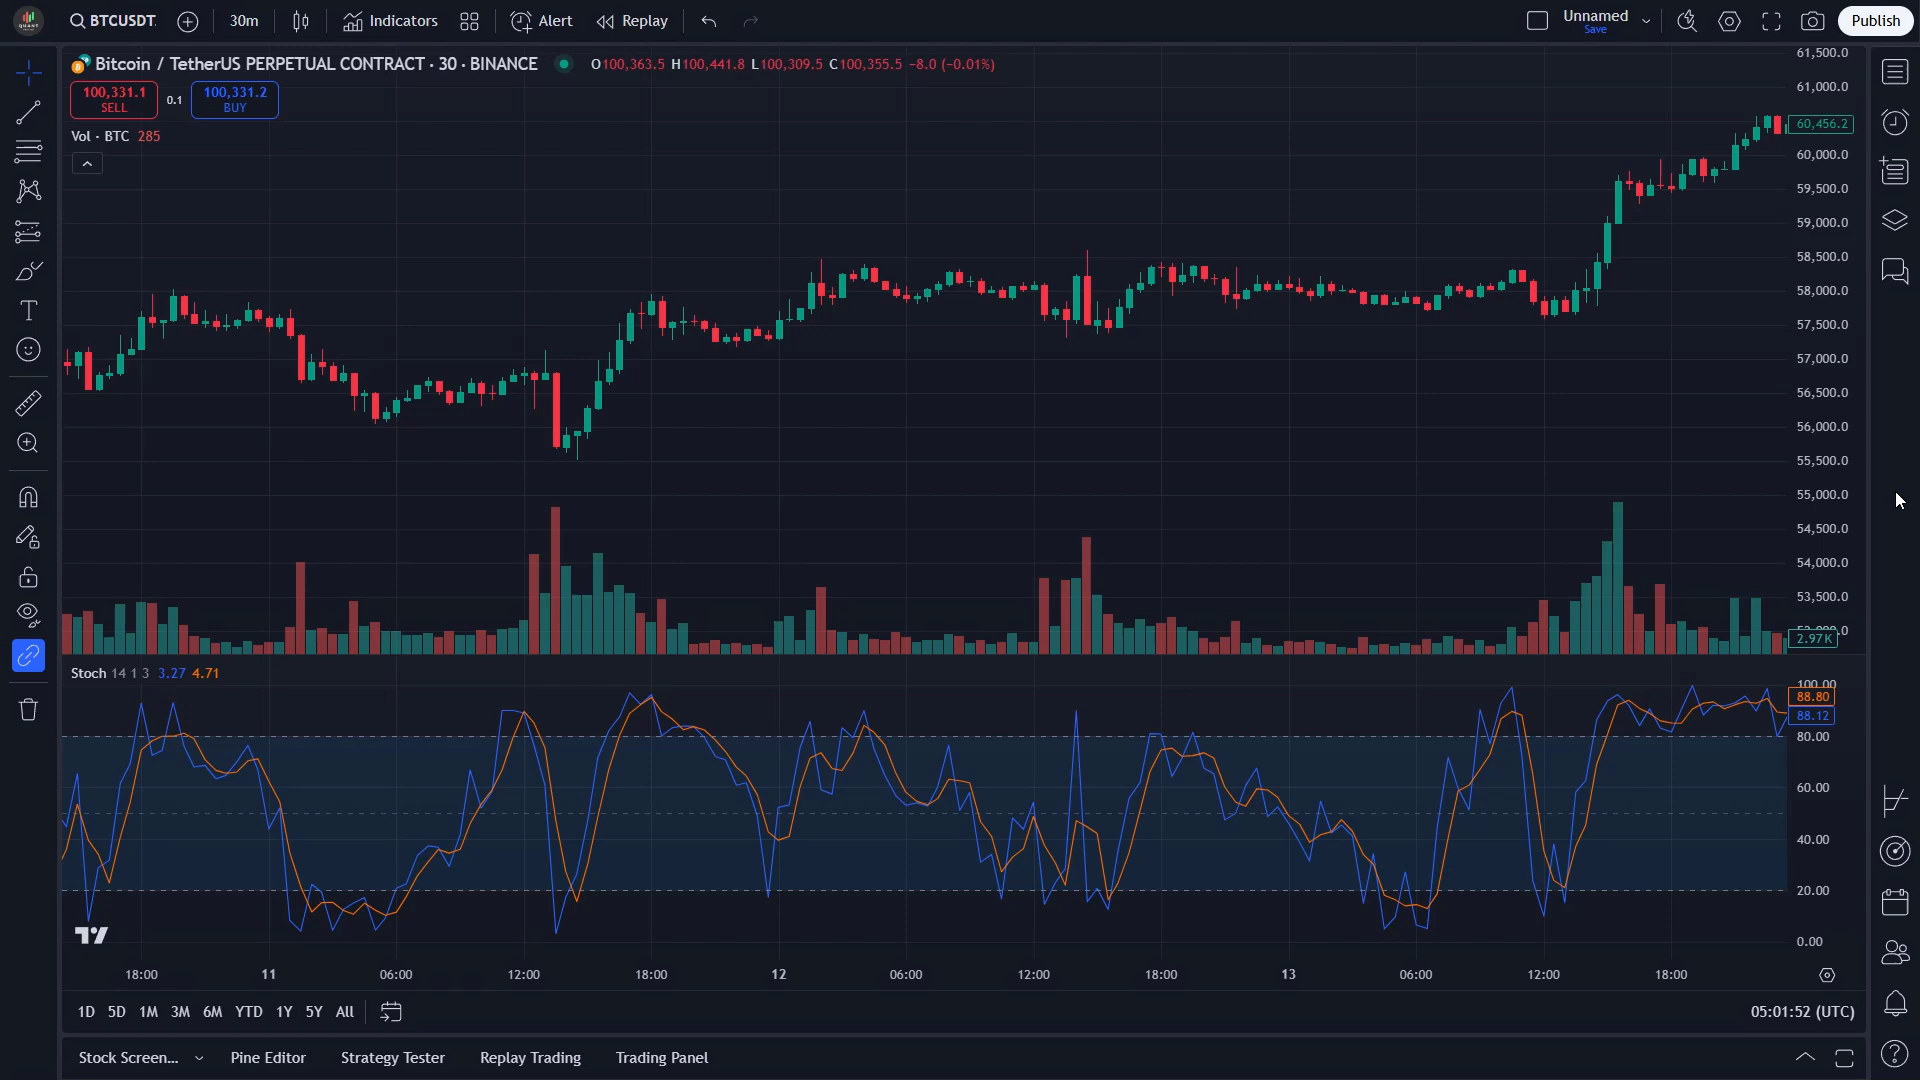 BTCUSDT.
30m
Indicators
Alert
Replay
Unnamed
Save
Publish
Bitcoin / TetherUS PERPETUAL CONTRACT · 30 · BINANCE
O100,363.5 H100,441.8 L100,309.5 C100,355.5 −8.0 (−0.01%)
100,331.1
SELL
0.1
100,331.2
BUY
Vol · BTC 285
61,500.0
61,000.0
60,456.2
60,000.0
59,500.0
59,000.0
58,500.0
58,000.0
57,500.0
57,000.0
56,500.0
56,000.0
55,500.0
55,000.0
54,500.0
54,000.0
53,500.0
2.97K
Stoch 14 1 3 3.27 4.71
100.00
88.80
88.12
80.00
60.00
40.00
20.00
0.00
18:00 11 06:00 12:00 18:00 12 06:00 12:00 18:00 13 06:00 12:00 18:00
1D 5D 1M 3M 6M YTD 1Y 5Y All
05:01:52 (UTC)
Stock Screen... Pine Editor Strategy Tester Replay Trading Trading Panel